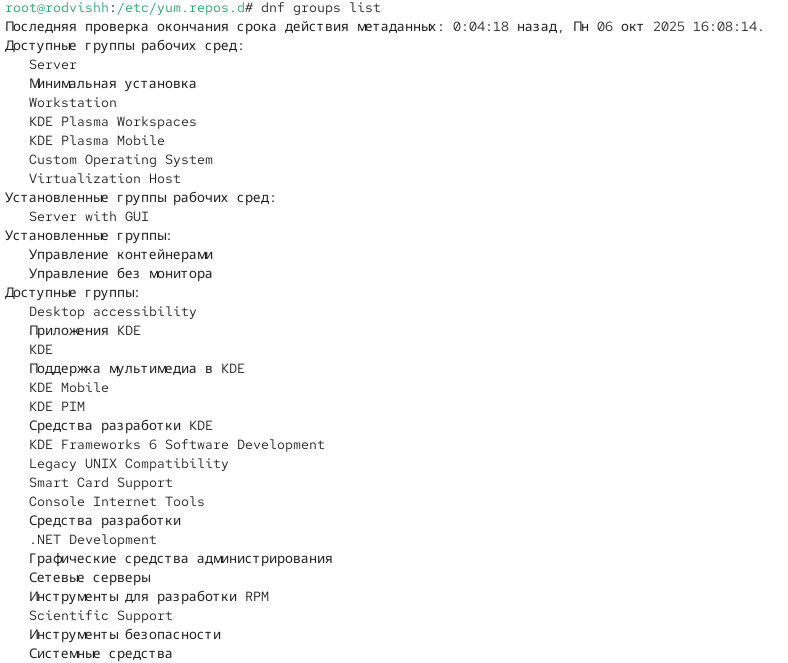 root@rodvishh:/etc/yum.repos.d# dnf groups list
Последняя проверка окончания срока действия метаданных: 0:04:18 назад, Пн 06 окт 2025 16:08:14.
Доступные группы рабочих сред:
Server
Минимальная установка
Workstation
KDE Plasma Workspaces
KDE Plasma Mobile
Custom Operating System
Virtualization Host
Установленные группы рабочих сред:
Server with GUI
Установленные группы:
Управление контейнерами
Управление без монитора
Доступные группы:
Desktop accessibility
Приложения KDE
KDE
Поддержка мультимедиа в KDE
KDE Mobile
KDE PIM
Средства разработки KDE
KDE Frameworks 6 Software Development
Legacy UNIX Compatibility
Smart Card Support
Console Internet Tools
Средства разработки
.NET Development
Графические средства администрирования
Сетевые серверы
Инструменты для разработки RPM
Scientific Support
Инструменты безопасности
Системные средства